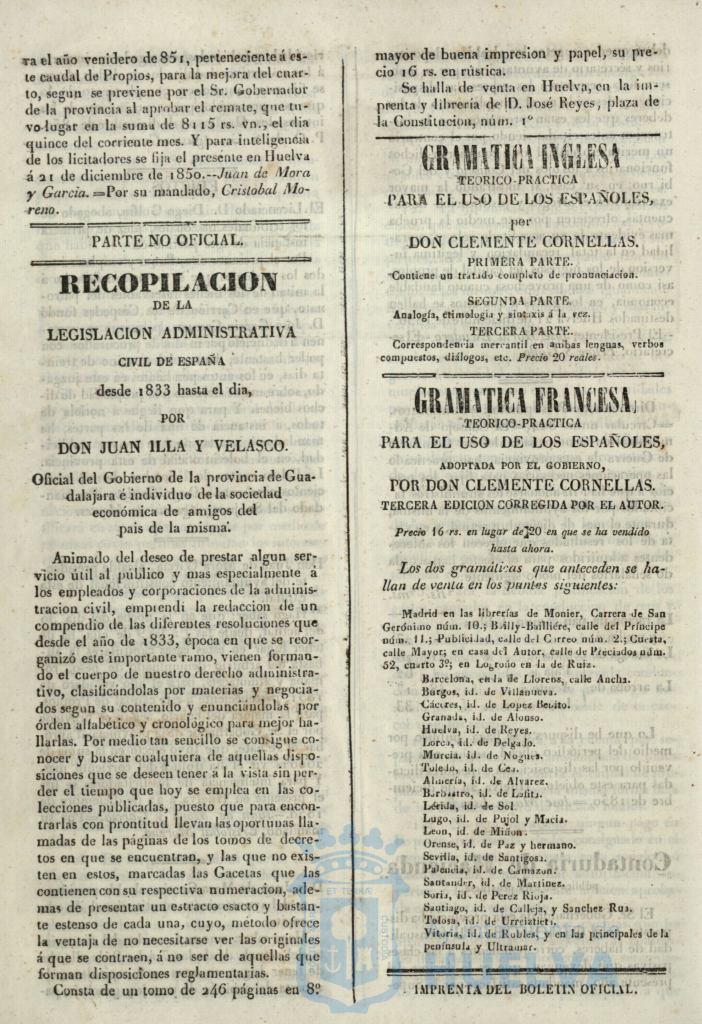 ra el año venidero de 851, perteneciente á es-
te caudal de Propios, para la mejora del cuar-
to, segun se previene por el Sr. Gobernador
de la provincia al aprobar el remate, que tu-
vo lugar en la suma de 8115 rs. vn., el dia
quince del corriente mes. Y para inteligencia
de los licitadores se fija el presente en Huelva
á 21 de diciembre de 1850.--Juan de Mora
y Garcia.=Por su mandado, Cristobal Mo-
reno.
PARTE NO OFICIAL.
RECOPILACION
DE LA
LEGISLACION ADMINISTRATIVA
CIVIL DE ESPAÑA
desde 1833 hasta el dia,
POR
DON JUAN ILLA Y VELASCO.
Oficial del Gobierno de la provincia de Gua-
dalajara é individuo de la sociedad
económica de amigos del
pais de la misma.
Animado del deseo de prestar algun ser-
vicio útil al público y mas especialmente á
los empleados y corporaciones de la adminis-
tracion civil, emprendí la redaccion de un
compendio de las diferentes resoluciones que
desde el año de 1833, época en que se reor-
ganizó este importante ramo, vienen forman-
do el cuerpo de nuestro derecho administra-
tivo, clasificándolas por materias y negocia-
dos segun su contenido y enunciándolas por
órden alfabético y cronológico para mejor ha-
llarlas. Por medio tan sencillo se consigue co-
nocer y buscar cualquiera de aquellas dispo-
siciones que se deseen tener á la vista sin per-
der el tiempo que hoy se emplea en las co-
lecciones publicadas, puesto que para encon-
trarlas con prontitud llevan las oportunas lla-
madas de las páginas de los tomos de decre-
tos en que se encuentran, y las que no exis-
ten en estos, marcadas las Gacetas que las
contienen con su respectiva numeracion, ade-
mas de presentar un estracto esacto y bastan-
te estenso de cada una, cuyo, método ofrece
la ventaja de no necesitarse ver las originales
á que se contraen, á no ser de aquellas que
forman disposiciones reglamentarias.
Consta de un tomo de 246 páginas en 8º
mayor de buena impresion y papel, su pre-
cio 16 rs. en rústica.
Se halla de venta en Huelva, en la im-
prenta y librería de D. José Reyes, plaza de
la Constitucion, núm. 1º
GRAMATICA INGLESA
TEORICO-PRACTICA
PARA EL USO DE LOS ESPAÑOLES,
por
DON CLEMENTE CORNELLAS.
PRIMERA PARTE.
Contiene un tratado completo de pronunciacion.
SEGUNDA PARTE.
Analogía, etimologia y sintaxis á la vez.
TERCERA PARTE.
Correspondencia mercantil en ambas lenguas, verbos
compuestos, diálogos, etc. Precio 20 reales.
GRAMATICA FRANCESA,
TEORICO-PRACTICA
PARA EL USO DE LOS ESPAÑOLES,
ADOPTADA POR EL GOBIERNO,
POR DON CLEMENTE CORNELLAS.
TERCERA EDICION CORREGIDA POR EL AUTOR.
Precio 16 rs. en lugar de 20 en que se ha vendido
hasta ahora.
Los dos gramáticas que anteceden se ha-
llan de venta en los puntos siguientes:
Madrid en las librerías de Monier, Carrera de San
Gerónimo núm. 10.; Bailly-Bailliére, calle del Príncipe
núm. 11.; Publicidad, calle del Correo núm. 2.; Cuesta,
calle Mayor; en casa del Autor, calle de Preciados núm.
52, cuarto 3º; en Logroño en la de Ruiz.
Barcelona, en la de Llorens, calle Ancha.
Burgos, id. de Villanueva.
Cáceres, id. de Lopez Benito.
Granada, id. de Alonso.
Huelva, id. de Reyes.
Lorca, id. de Delgado.
Murcia, id. de Nogues.
Toledo, id. de Cea.
Almería, id. de Alvarez.
Barbastro, id. de Lafita.
Lérida, id. de Sol.
Lugo, id. de Pujol y Macia.
Leon, id. de Miñon.
Orense, id. de Paz y hermano.
Sevilla, id. de Santigosa.
Palencia, id. de Camazon.
Santander, id. de Martinez.
Soria, id. de Perez Rioja.
Santiago, id. de Calleja, y Sanchez Rua.
Tolosa, id. de
Vitoria, id. de Robles, y en las principales de la
península y Ultramar.
HUELVA
IMPRENTA DEL BOLETIN OFICIAL.